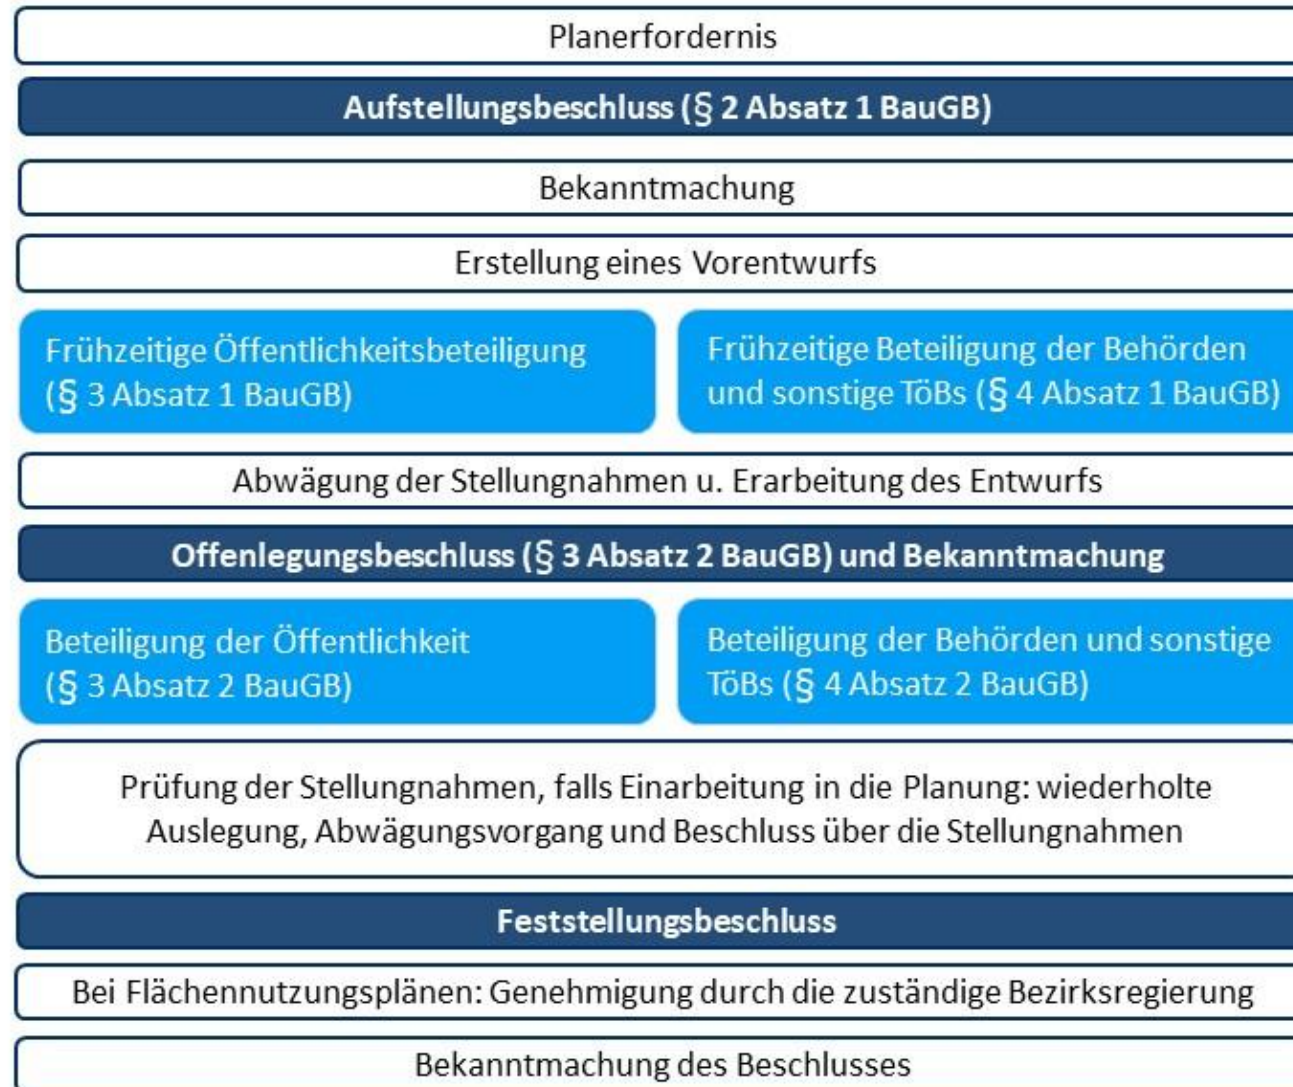 Planerfordernis
Aufstellungsbeschluss (§ 2 Absatz 1 BauGB)
Bekanntmachung
Erstellung eines Vorentwurfs
Frühzeitige Öffentlichkeitsbeteiligung
(§ 3 Absatz 1 BauGB)
Frühzeitige Beteiligung der Behörden
und sonstige TöBs (§ 4 Absatz 1 BauGB)
Abwägung der Stellungnahmen u. Erarbeitung des Entwurfs
Offenlegungsbeschluss (§ 3 Absatz 2 BauGB) und Bekanntmachung
Beteiligung der Öffentlichkeit
(§ 3 Absatz 2 BauGB)
Beteiligung der Behörden und sonstige
TöBs (§ 4 Absatz 2 BauGB)
Prüfung der Stellungnahmen, falls Einarbeitung in die Planung: wiederholte
Auslegung, Abwägungsvorgang und Beschluss über die Stellungnahmen
Feststellungsbeschluss
Bei Flächennutzungsplänen: Genehmigung durch die zuständige Bezirksregierung
Bekanntmachung des Beschlusses